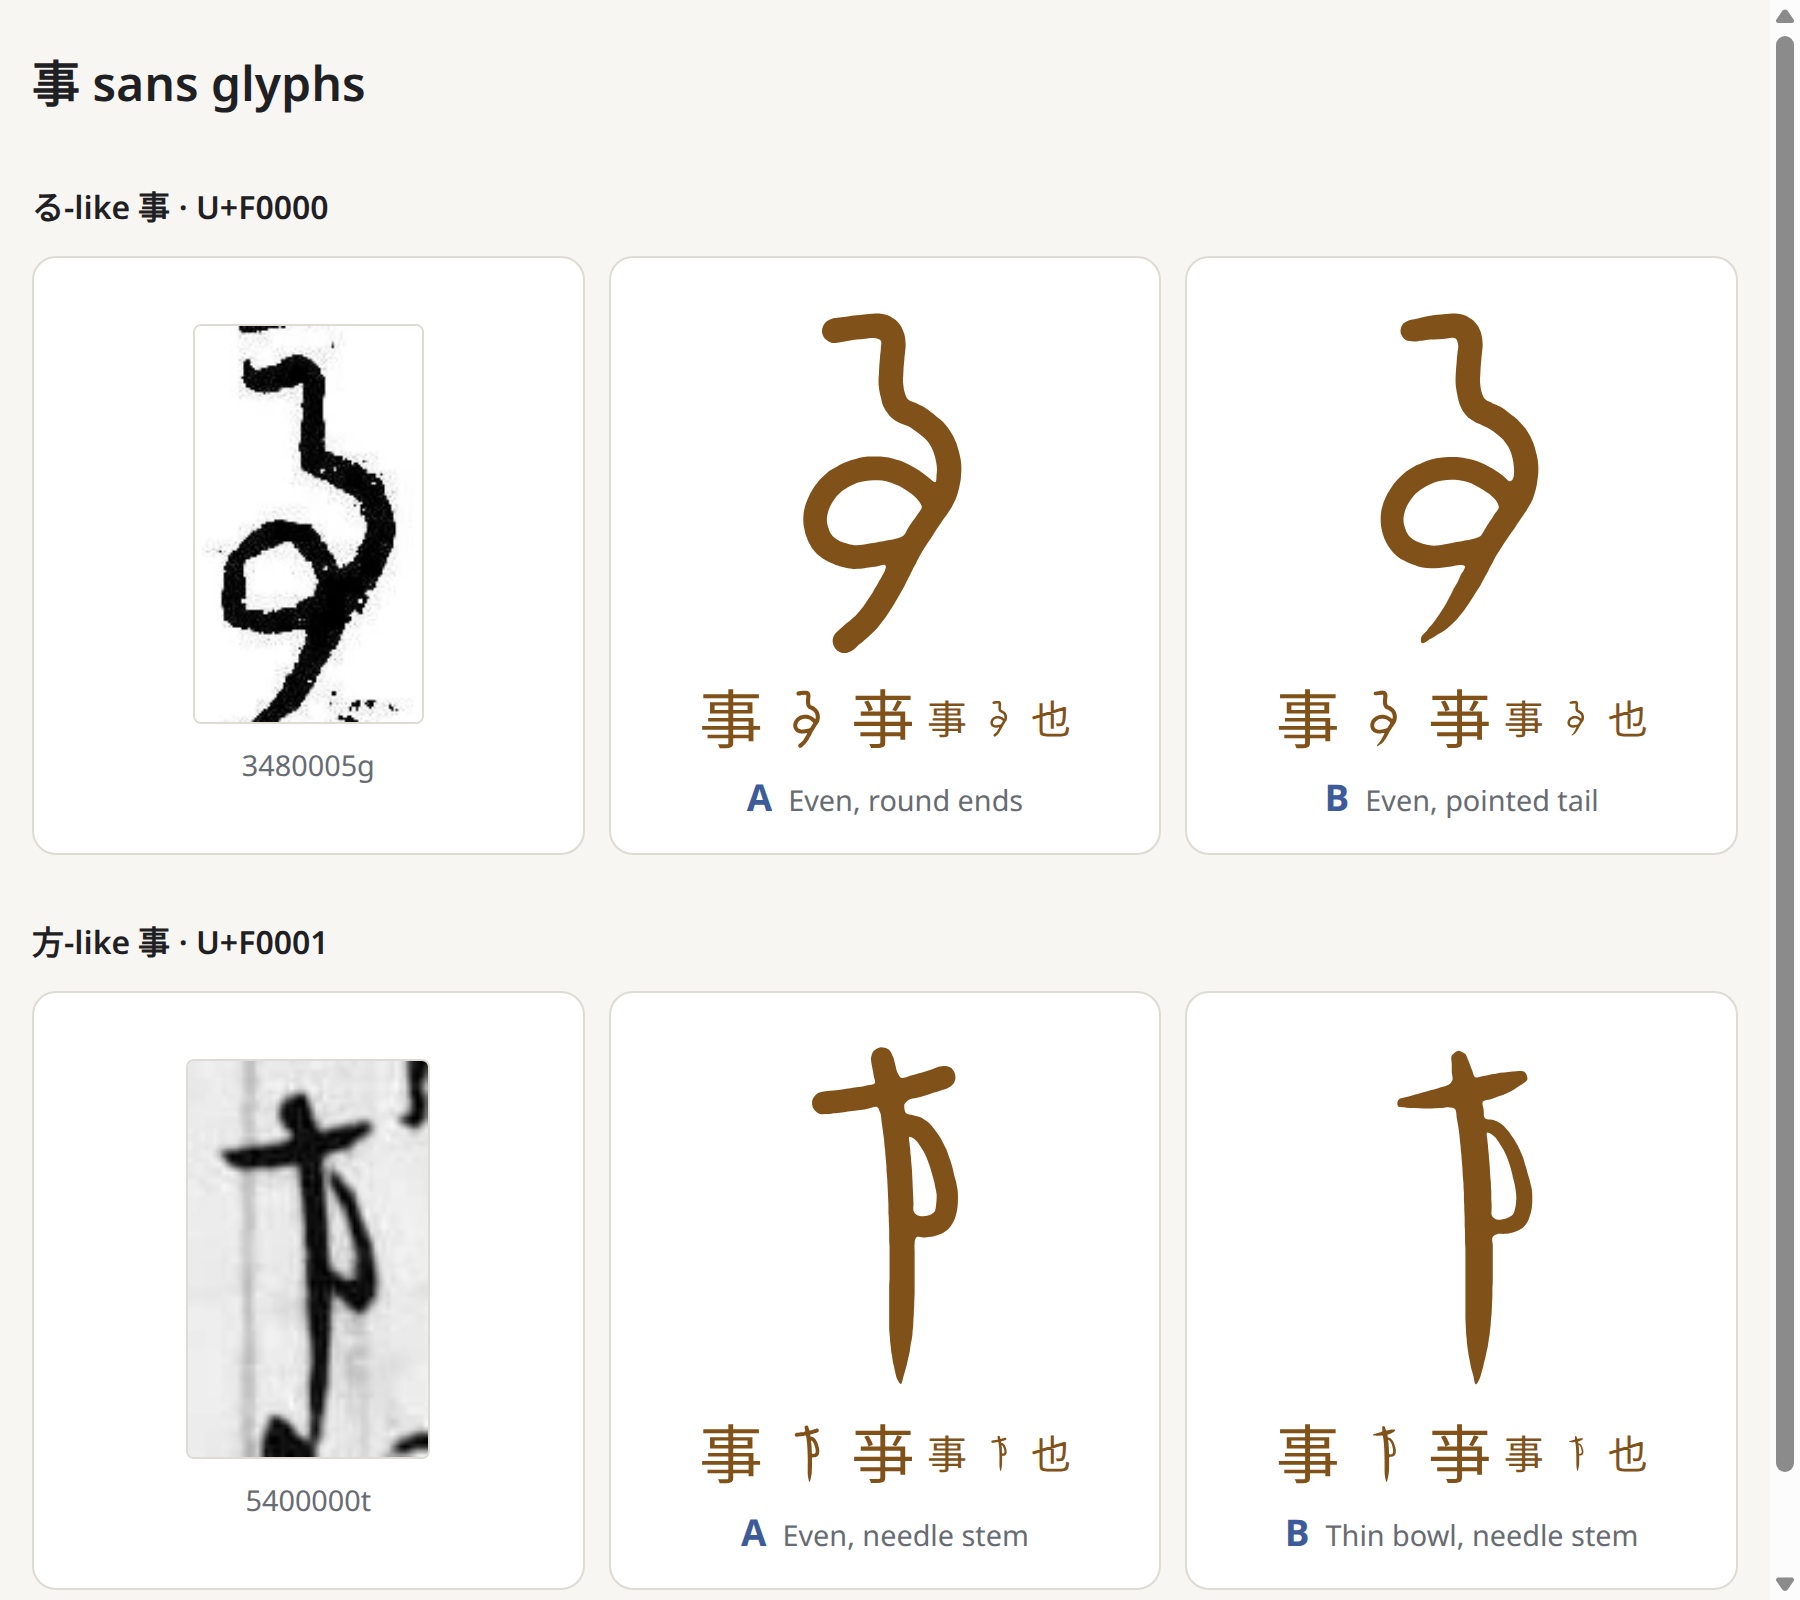 事 sans glyphs
る-like 事 · U+F0000
3480005g
事 事 事 也
A Even, round ends
事 事 事 也
B Even, pointed tail
方-like 事 · U+F0001
5400000t
事 事 事 也
A Even, needle stem
事 事 事 也
B Thin bowl, needle stem